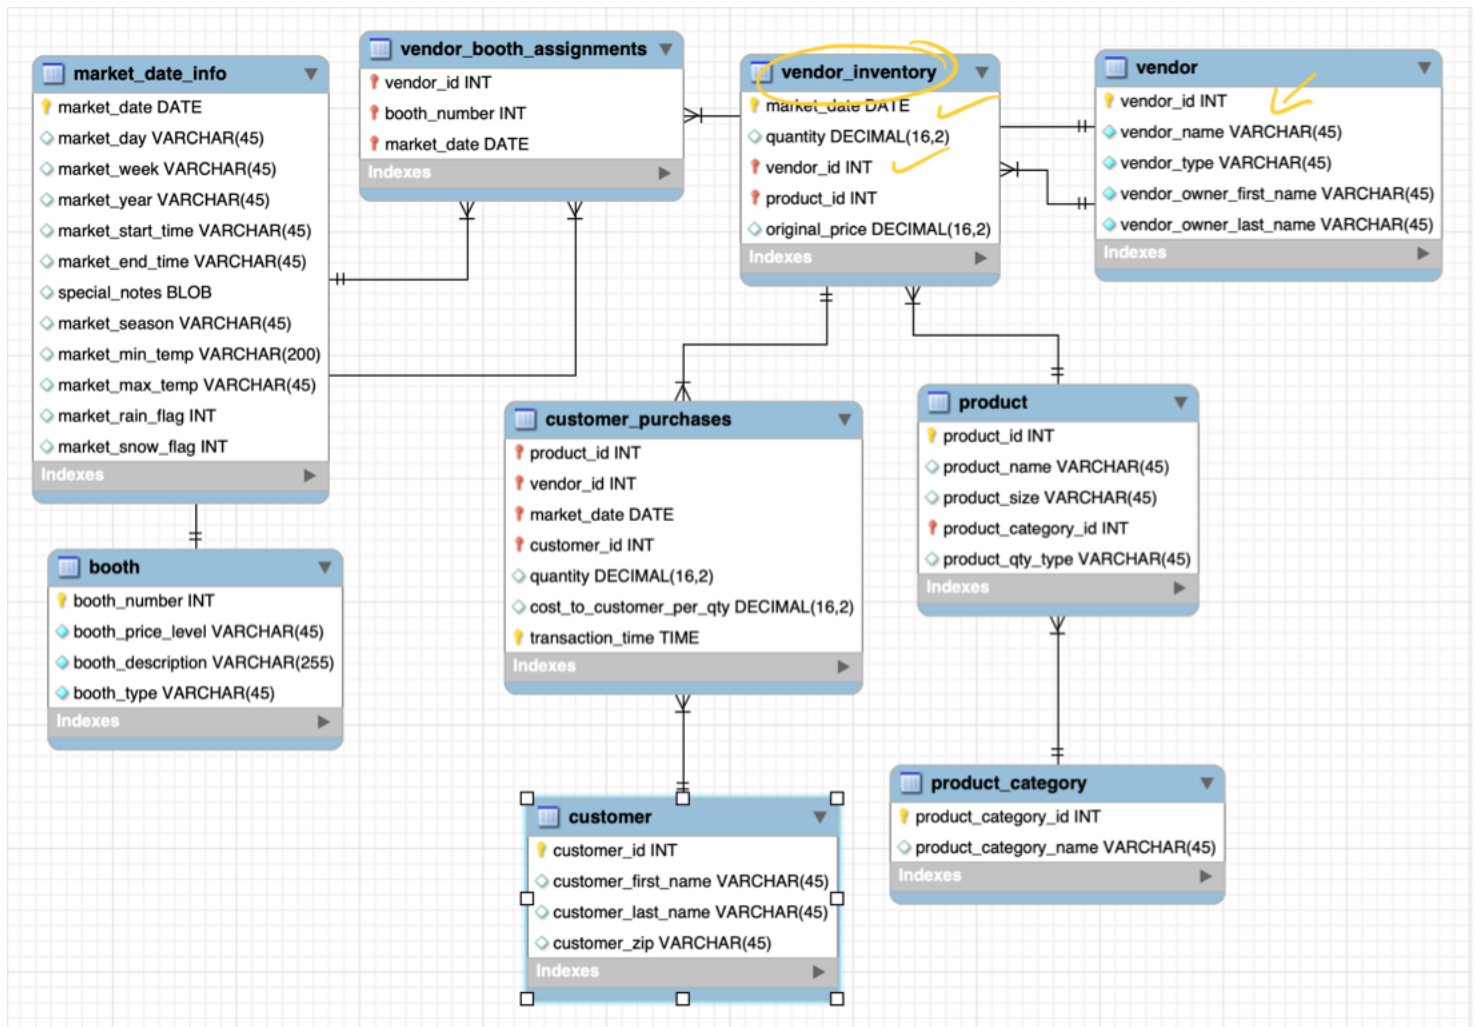 market_date_info
market_date DATE
market_day VARCHAR(45)
market_week VARCHAR(45)
market_year VARCHAR(45)
market_start_time VARCHAR(45)
market_end_time VARCHAR(45)
special_notes BLOB
market_season VARCHAR(45)
market_min_temp VARCHAR(200)
market_max_temp VARCHAR(45)
market_rain_flag INT
market_snow_flag INT
Indexes
vendor_booth_assignments
vendor_id INT
booth_number INT
market_date DATE
Indexes
vendor_inventory
market_date DATE
quantity DECIMAL(16,2)
vendor_id INT
product_id INT
original_price DECIMAL(16,2)
Indexes
vendor
vendor_id INT
vendor_name VARCHAR(45)
vendor_type VARCHAR(45)
vendor_owner_first_name VARCHAR(45)
vendor_owner_last_name VARCHAR(45)
Indexes
booth
booth_number INT
booth_price_level VARCHAR(45)
booth_description VARCHAR(255)
booth_type VARCHAR(45)
Indexes
customer_purchases
product_id INT
vendor_id INT
market_date DATE
customer_id INT
quantity DECIMAL(16,2)
cost_to_customer_per_qty DECIMAL(16,2)
transaction_time TIME
Indexes
product
product_id INT
product_name VARCHAR(45)
product_size VARCHAR(45)
product_category_id INT
product_qty_type VARCHAR(45)
Indexes
customer
customer_id INT
customer_first_name VARCHAR(45)
customer_last_name VARCHAR(45)
customer_zip VARCHAR(45)
Indexes
product_category
product_category_id INT
product_category_name VARCHAR(45)
Indexes